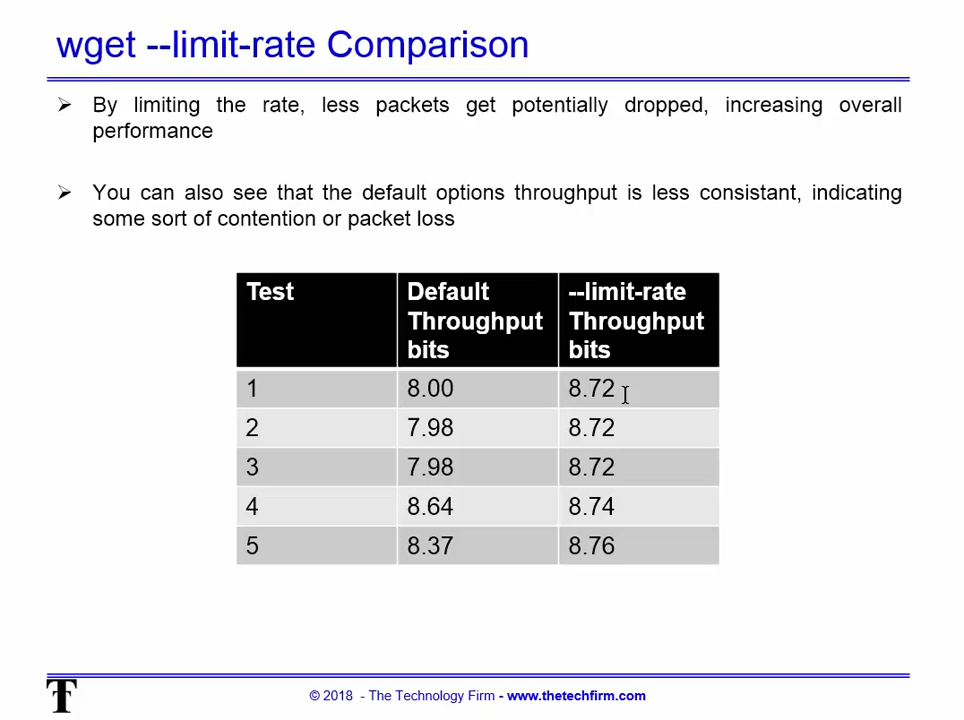 wget --limit-rate Comparison
➢ By limiting the rate, less packets get potentially dropped, increasing overall
performance
➢ You can also see that the default options throughput is less consistant, indicating
some sort of contention or packet loss
Test Default Throughput bits --limit-rate Throughput bits
1 8.00 8.72
2 7.98 8.72
3 7.98 8.72
4 8.64 8.74
5 8.37 8.76
TF
© 2018 - The Technology Firm - www.thetechfirm.com